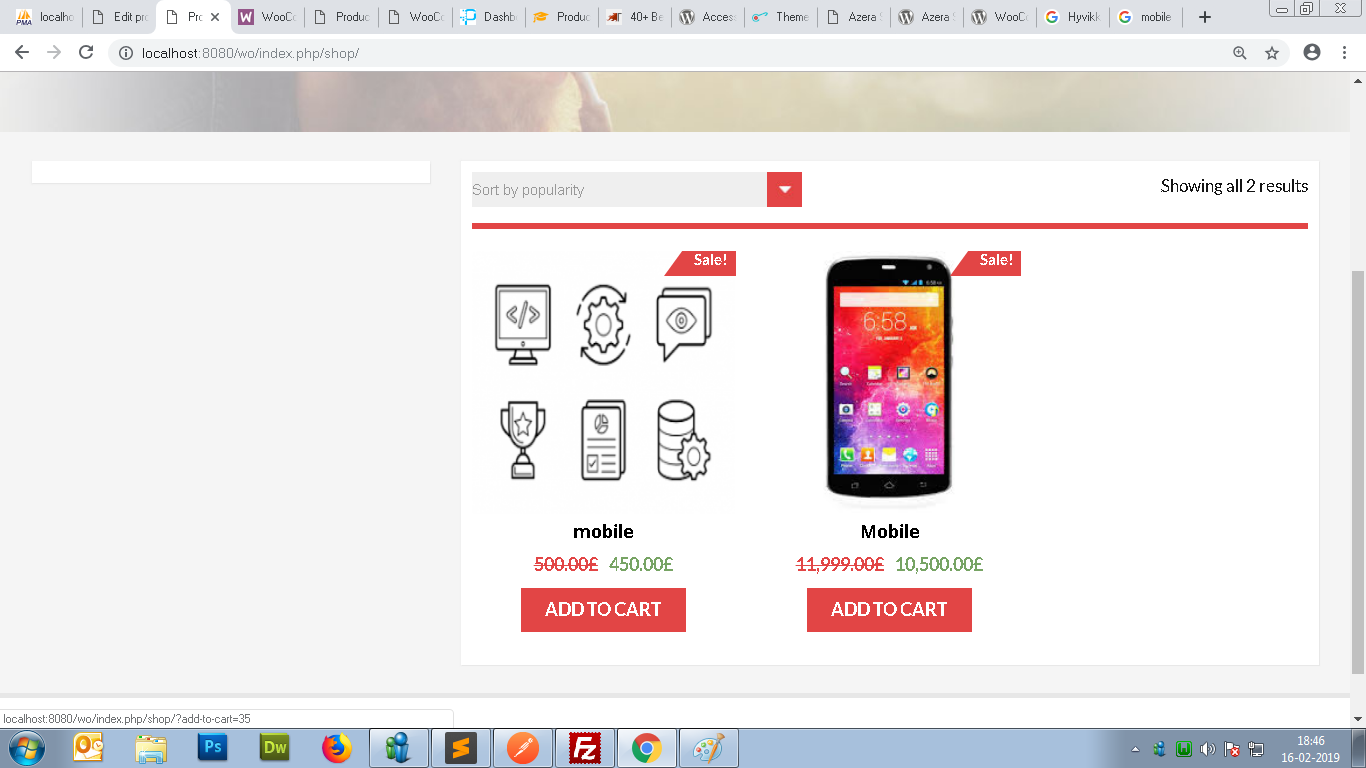 localho
Edit pro
Pro
WooCo
Produc
WooCo
Dashb
Produc
40+ Be
Access
Theme
Azera
Azera
WooCo
Hyvikk
mobile
localhost:8080/wo/index.php/shop/
Sort by popularity
Showing all 2 results
Sale!
Sale!
6:58
mobile
Mobile
500.00£ 450.00£
11,999.00£ 10,500.00£
ADD TO CART
ADD TO CART
localhost:8080/wo/index.php/shop/?add-to-cart=35
Ps
Dw
Fz
18:46
16-02-2019